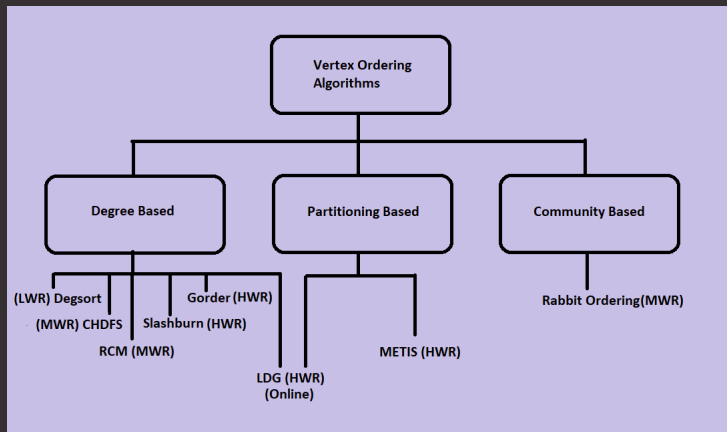 Vertex Ordering
Algorithms
Degree Based
Partitioning Based
Community Based
(LWR) Degsort
Gorder (HWR)
Rabbit Ordering(MWR)
(MWR) CHDFS
Slashburn (HWR)
RCM (MWR)
METIS (HWR)
LDG (HWR)
(Online)